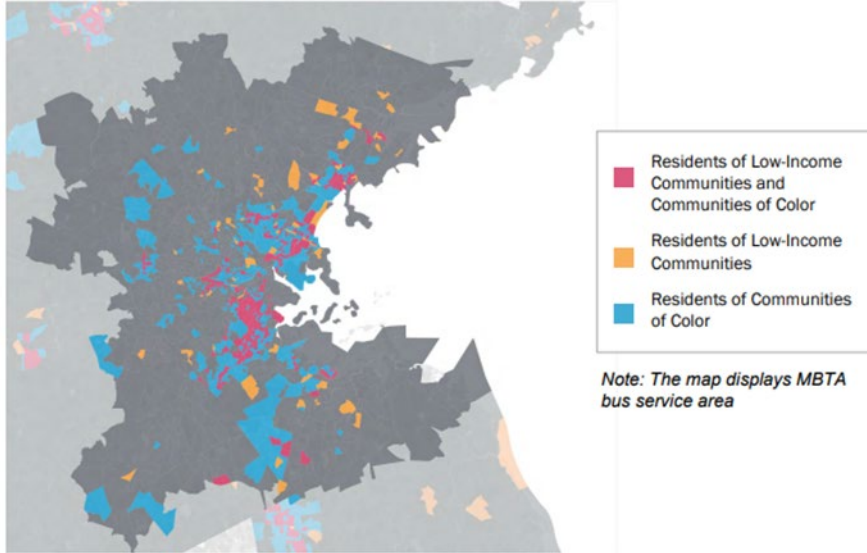 Residents of Low-Income
Communities and
Communities of Color
Residents of Low-Income
Communities
Residents of Communities
of Color
Note: The map displays MBTA
bus service area